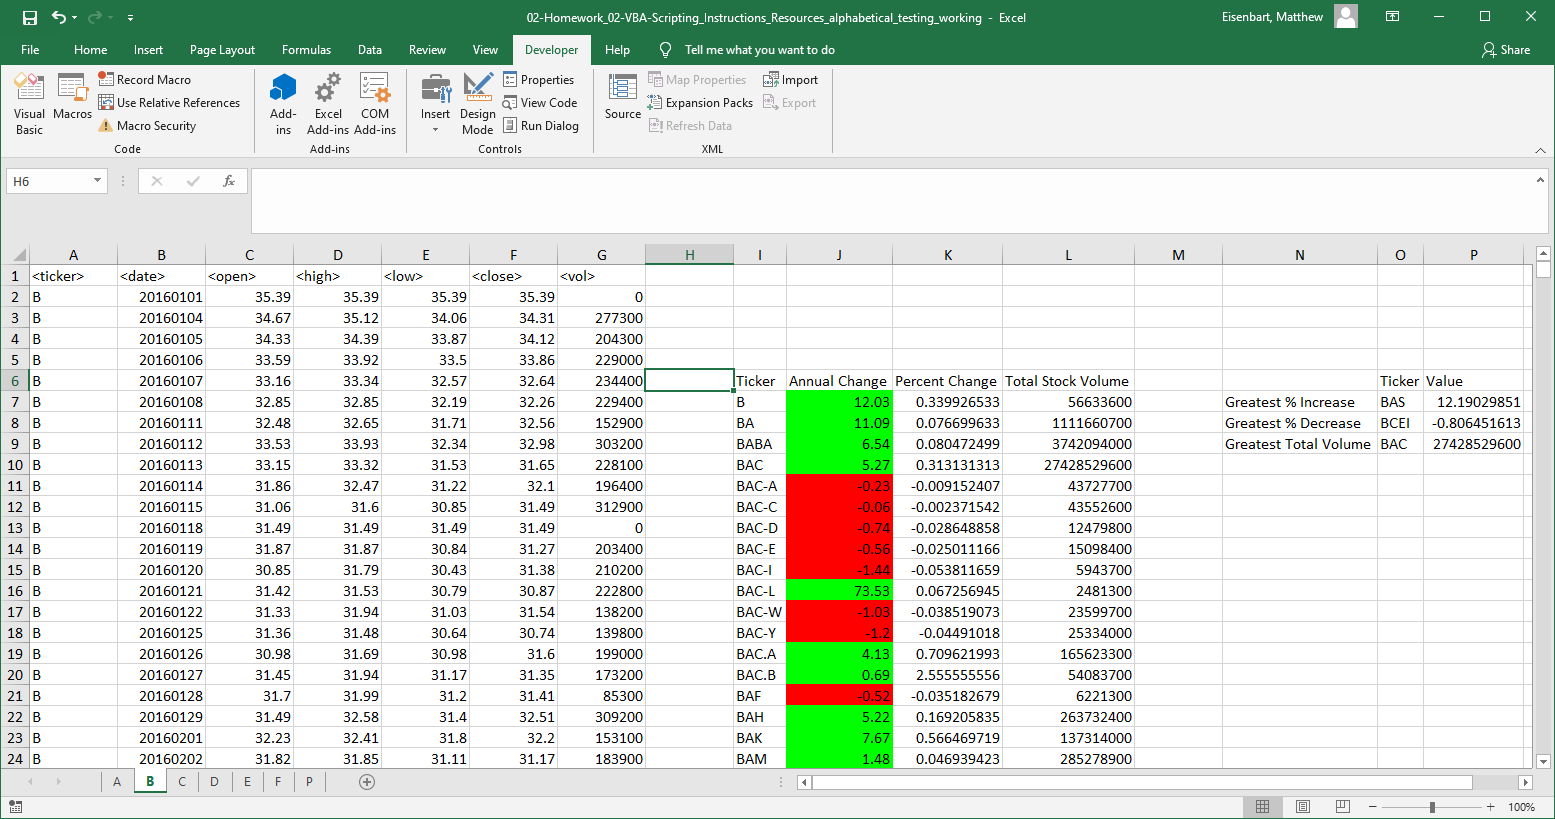 02-Homework_02-VBA-Scripting_Instructions_Resources_alphabetical_testing_working - Excel
Eisenbart, Matthew
File Home Insert Page Layout Formulas Data Review View Developer Help Tell me what you want to do Share
Visual Basic
Macros
Record Macro
Use Relative References
Macro Security
Code
Add-ins
Excel Add-ins
COM Add-ins
Add-ins
Insert
Design Mode
Properties
View Code
Run Dialog
Controls
Source
Map Properties
Expansion Packs
Refresh Data
Import
Export
XML
H6
fx
A B C D E F G H I J K L M N O P
1 <ticker> <date> <open> <high> <low> <close> <vol>
2 B 20160101 35.39 35.39 35.39 35.39 0
3 B 20160104 34.67 35.12 34.06 34.31 277300
4 B 20160105 34.33 34.39 33.87 34.12 204300
5 B 20160106 33.59 33.92 33.5 33.86 229000
6 B 20160107 33.16 33.34 32.57 32.64 234400 Ticker Annual Change Percent Change Total Stock Volume Ticker Value
7 B 20160108 32.85 32.85 32.19 32.26 229400 B 12.03 0.339926533 56633600 Greatest % Increase BAS 12.19029851
8 B 20160111 32.48 32.65 31.71 32.56 152900 BA 11.09 0.076699633 1111660700 Greatest % Decrease BCEI -0.806451613
9 B 20160112 33.53 33.93 32.34 32.98 303200 BABA 6.54 0.080472499 3742094000 Greatest Total Volume BAC 27428529600
10 B 20160113 33.15 33.32 31.53 31.65 228100 BAC 5.27 0.313131313 27428529600
11 B 20160114 31.86 32.47 31.22 32.1 196400 BAC-A -0.23 -0.009152407 43727700
12 B 20160115 31.06 31.6 30.85 31.49 312900 BAC-C -0.06 -0.002371542 43552600
13 B 20160118 31.49 31.49 31.49 31.49 0 BAC-D -0.74 -0.028648858 12479800
14 B 20160119 31.87 31.87 30.84 31.27 203400 BAC-E -0.56 -0.025011166 15098400
15 B 20160120 30.85 31.79 30.43 31.38 210200 BAC-I -1.44 -0.053811659 5943700
16 B 20160121 31.42 31.53 30.79 30.87 222800 BAC-L 73.53 0.067256945 2481300
17 B 20160122 31.33 31.94 31.03 31.54 138200 BAC-W -1.03 -0.038519073 23599700
18 B 20160125 31.36 31.48 30.64 30.74 139800 BAC-Y -1.2 -0.04491018 25334000
19 B 20160126 30.98 31.69 30.98 31.6 199000 BAC.A 4.13 0.709621993 165623300
20 B 20160127 31.45 31.94 31.17 31.35 173200 BAC.B 0.69 2.555555556 54083700
21 B 20160128 31.7 31.99 31.2 31.41 85300 BAF -0.52 -0.035182679 6221300
22 B 20160129 31.49 32.58 31.4 32.51 309200 BAH 5.22 0.169205835 263732400
23 B 20160201 32.23 32.41 31.8 32.2 153100 BAK 7.67 0.566469719 137314000
24 B 20160202 31.82 31.85 31.11 31.17 183900 BAM 1.48 0.046939423 285278900
A B C D E F P
100%